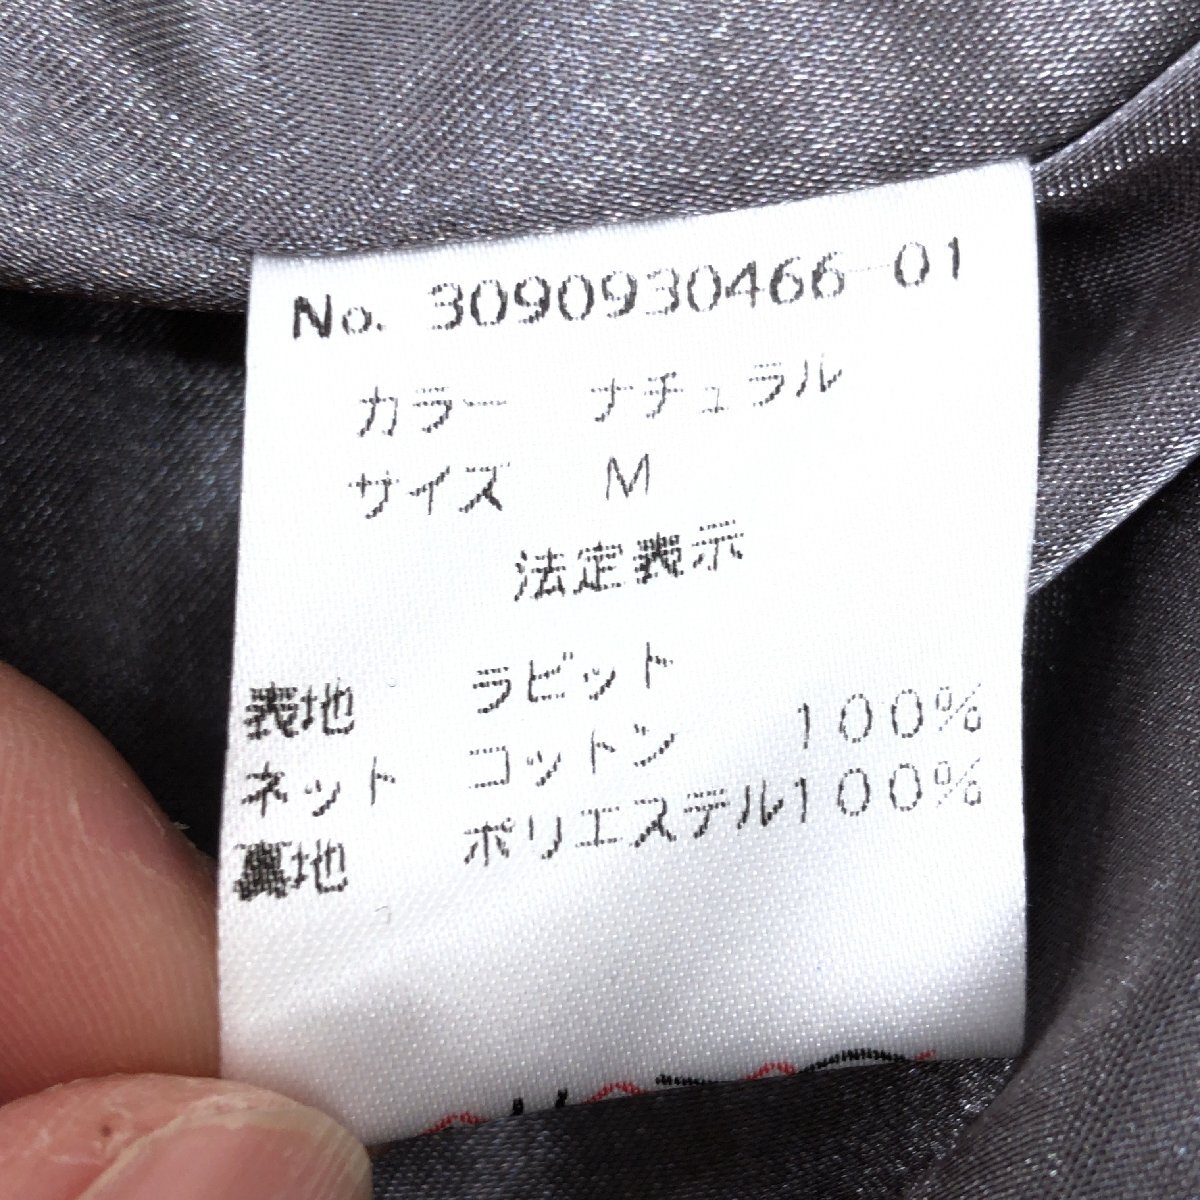 No. 3090930466-01
カラー ナチュラル
サイズ M
法定表示
表地 ラビット
ネット コットン 100%
裏地 ポリエステル100%